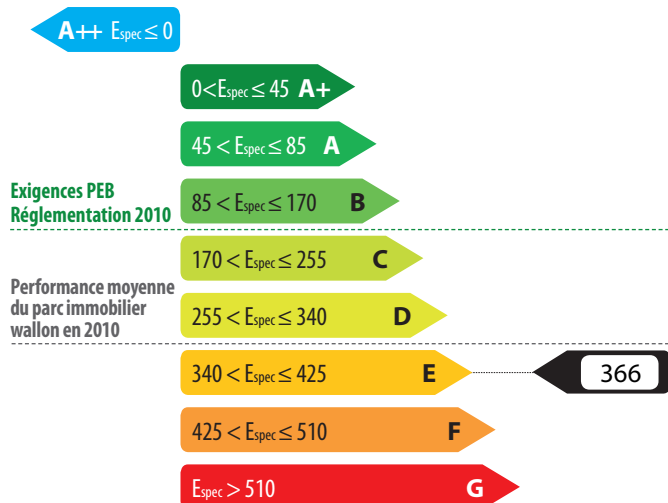 A++ Espec ≤ 0
0<Espec ≤ 45 A+
45 < Espec ≤ 85 A
Exigences PEB
Réglementation 2010
85 < Espec ≤ 170 B
170 < Espec ≤ 255 C
Performance moyenne
du parc immobilier
wallon en 2010
255 < Espec ≤ 340 D
340 < Espec ≤ 425 E
366
425 < Espec ≤ 510 F
Espec > 510 G